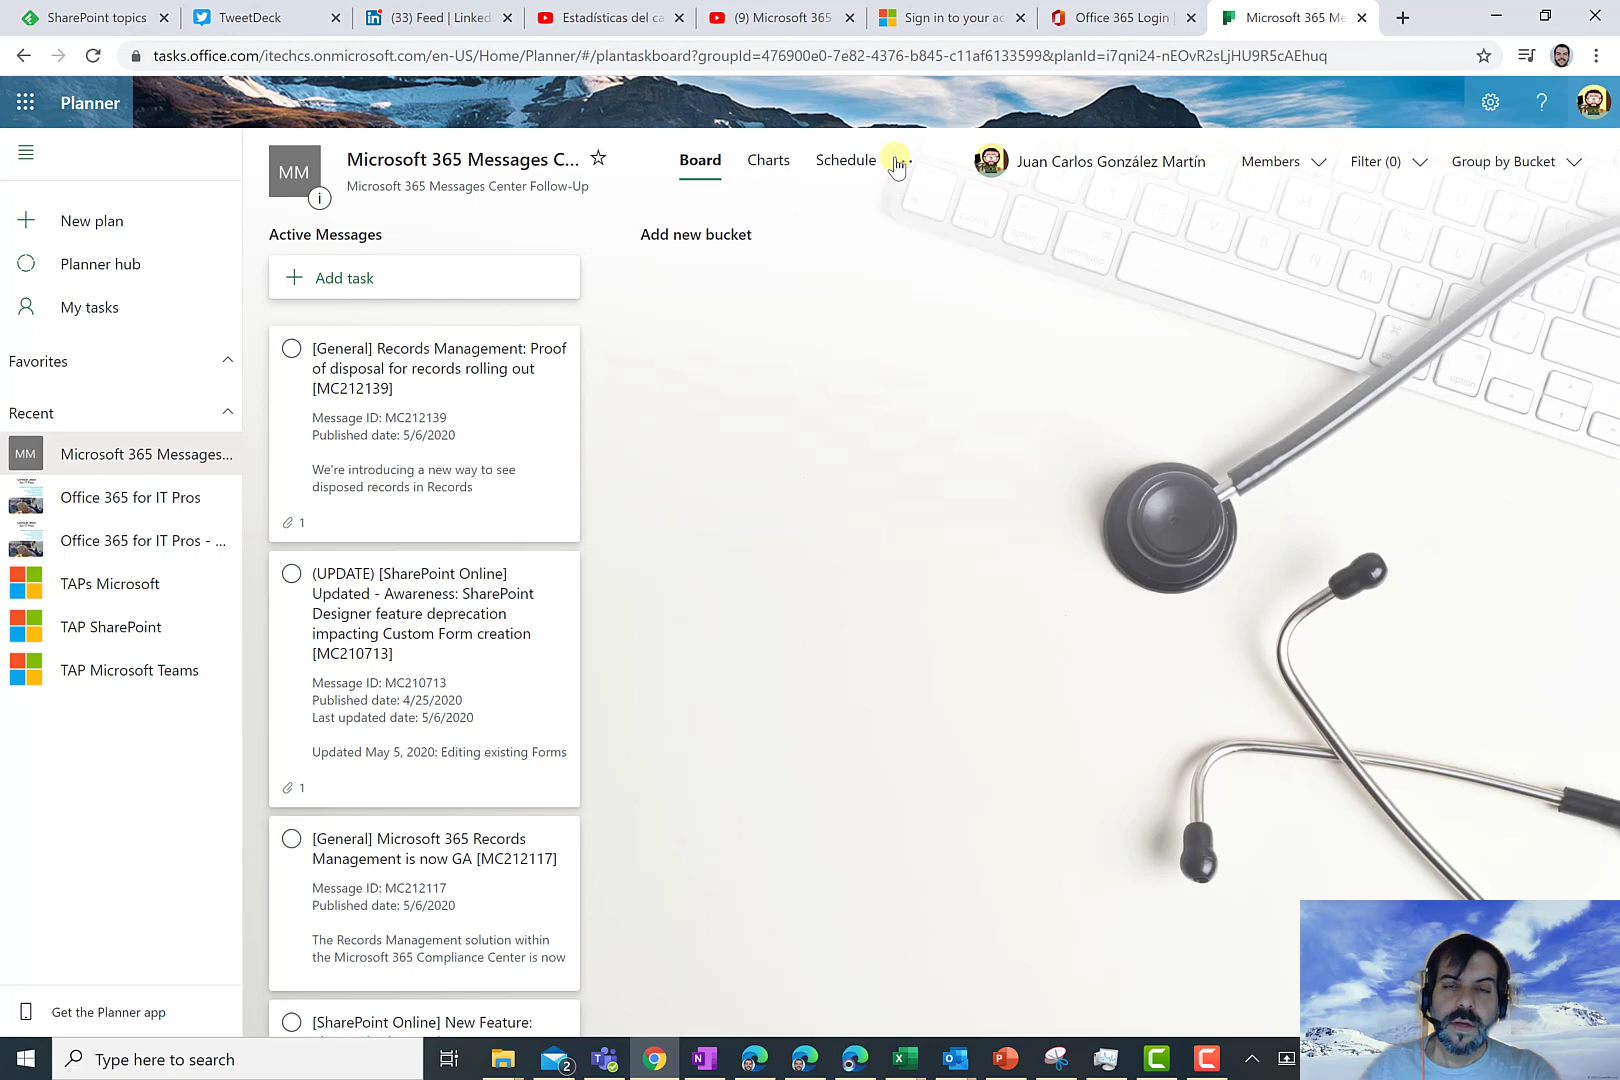 SharePoint topics
TweetDeck
(33) Feed | Linked
Estadísticas del ca
(9) Microsoft 365
Sign in to your ac
Office 365 Login |
Microsoft 365 Me
tasks.office.com/itechcs.onmicrosoft.com/en-US/Home/Planner/#/plantaskboard?groupId=476900e0-7e82-4376-b845-c11af6133599&planId=i7qni24-nEOvR2sLjHU9R5cAEhuq
Planner
?
New plan
Planner hub
My tasks
Favorites
Recent
MM
Microsoft 365 Messages...
Office 365 for IT Pros
Office 365 for IT Pros - ...
TAPs Microsoft
TAP SharePoint
TAP Microsoft Teams
Get the Planner app
MM
i
Microsoft 365 Messages C...
Microsoft 365 Messages Center Follow-Up
Board
Charts
Schedule
Juan Carlos González Martín
Members
Filter (0)
Group by Bucket
Active Messages
Add new bucket
Add task
[General] Records Management: Proof
of disposal for records rolling out
[MC212139]
Message ID: MC212139
Published date: 5/6/2020
We're introducing a new way to see
disposed records in Records
1
(UPDATE) [SharePoint Online]
Updated - Awareness: SharePoint
Designer feature deprecation
impacting Custom Form creation
[MC210713]
Message ID: MC210713
Published date: 4/25/2020
Last updated date: 5/6/2020
Updated May 5, 2020: Editing existing Forms
1
[General] Microsoft 365 Records
Management is now GA [MC212117]
Message ID: MC212117
Published date: 5/6/2020
The Records Management solution within
the Microsoft 365 Compliance Center is now
[SharePoint Online] New Feature:
command
option
Type here to search
2